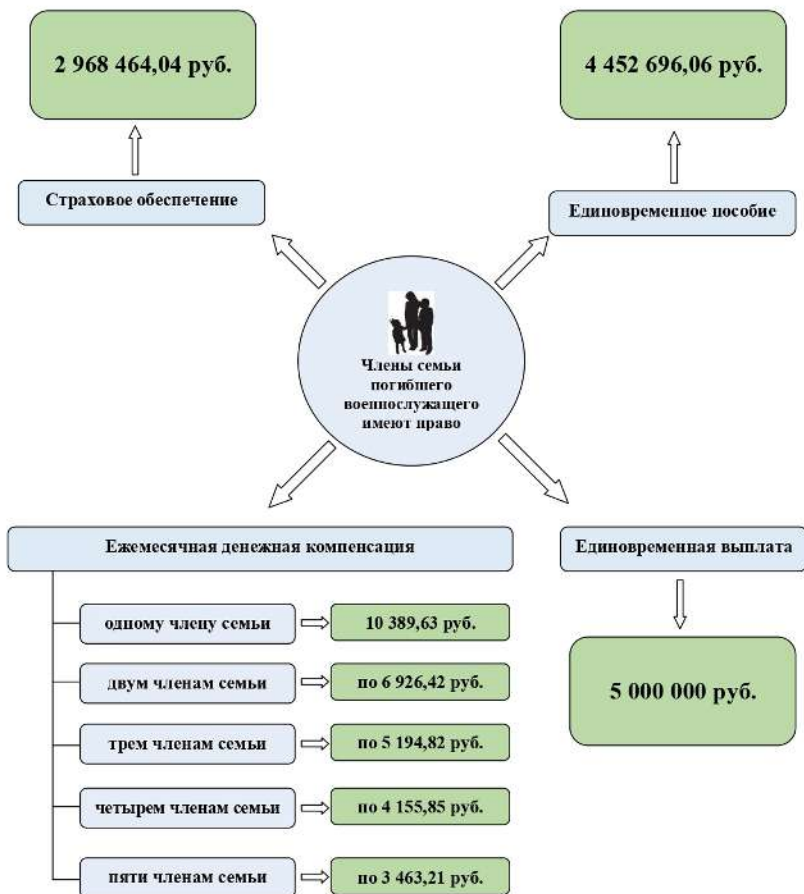 2 968 464,04 руб.
4 452 696,06 руб.
Страховое обеспечение
Единовременное пособие
Члены семьи
погибшего
военнослужащего
имеют право
Ежемесячная денежная компенсация
Единовременная выплата
одному члену семьи
10 389,63 руб.
двум членам семьи
по 6 926,42 руб.
5 000 000 руб.
трем членам семьи
по 5 194,82 руб.
четырем членам семьи
по 4 155,85 руб.
пяти членам семьи
по 3 463,21 руб.